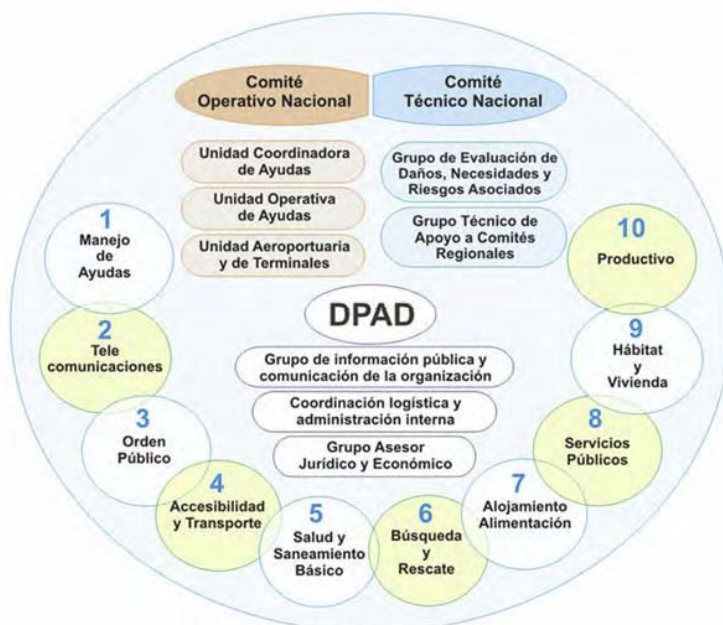 Comité
Operativo Nacional
Comité
Técnico Nacional
Unidad Coordinadora
de Ayudas
Unidad Operativa
de Ayudas
Unidad Aeroportuaria
y de Terminales
Grupo de Evaluación de
Daños, Necesidades y
Riesgos Asociados
Grupo Técnico de
Apoyo a Comités
Regionales
DPAD
Grupo de información pública y
comunicación de la organización
Coordinación logística y
administración interna
Grupo Asesor
Jurídico y Económico
1
Manejo
de
Ayudas
2
Tele
comunicaciones
3
Orden
Público
4
Accesibilidad
y Transporte
5
Salud y
Saneamiento
Básico
6
Búsqueda
y
Rescate
7
Alojamiento
Alimentación
8
Servicios
Públicos
9
Hábitat
y
Vivienda
10
Productivo